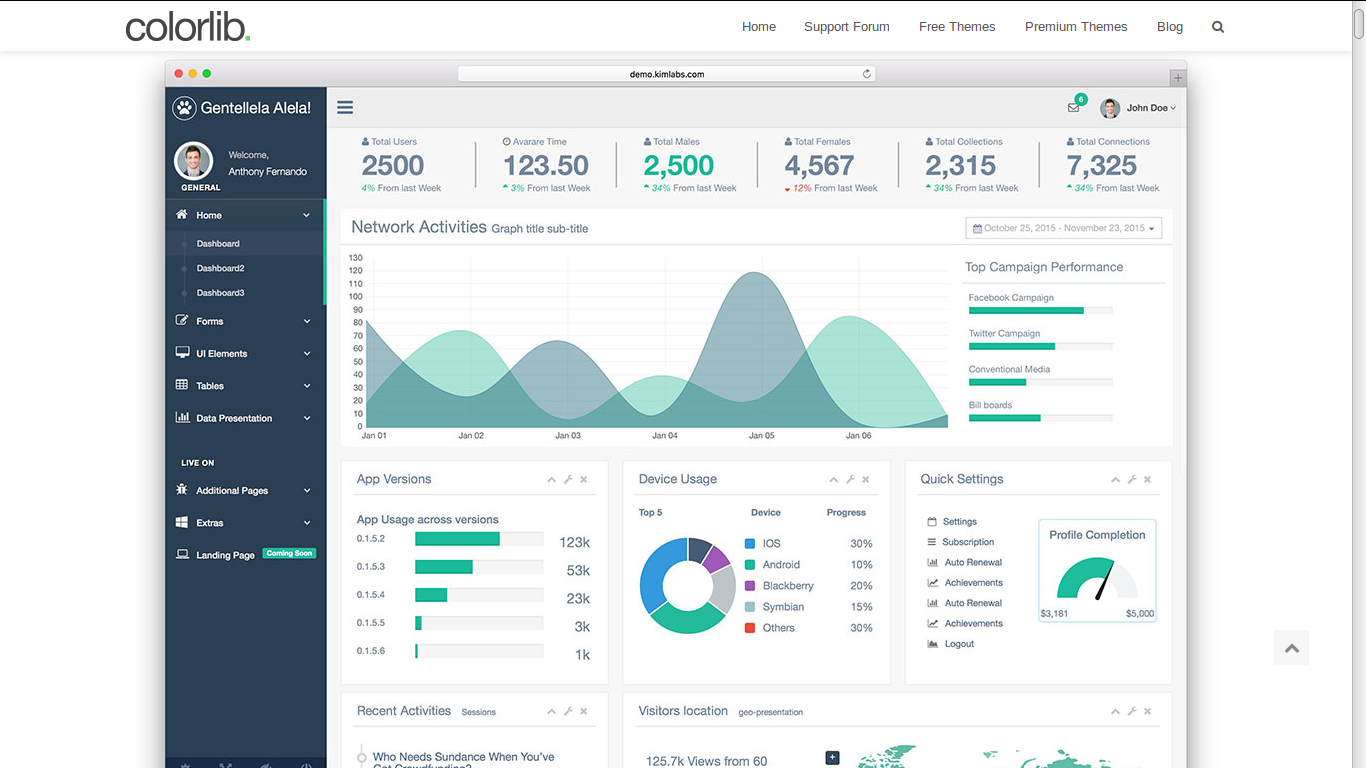 colorlib.
Home Support Forum Free Themes Premium Themes Blog
demo.kimlabs.com
Gentellela Alela!
6
John Doe
Welcome,
Anthony Fernando
GENERAL
Home
Dashboard
Dashboard2
Dashboard3
Forms
UI Elements
Tables
Data Presentation
LIVE ON
Additional Pages
Extras
Landing Page Coming Soon
Total Users
2500
4% From last Week
Avarare Time
123.50
3% From last Week
Total Males
2,500
34% From last Week
Total Females
4,567
12% From last Week
Total Collections
2,315
34% From last Week
Total Connections
7,325
34% From last Week
Network Activities Graph title sub-title
October 25, 2015 - November 23, 2015
130
120
110
100
90
80
70
60
50
40
30
20
10
0
Jan 01 Jan 02 Jan 03 Jan 04 Jan 05 Jan 06
Top Campaign Performance
Facebook Campaign
Twitter Campaign
Conventional Media
Bill boards
App Versions
App Usage across versions
0.1.5.2 123k
0.1.5.3 53k
0.1.5.4 23k
0.1.5.5 3k
0.1.5.6 1k
Device Usage
Top 5 Device Progress
IOS 30%
Android 10%
Blackberry 20%
Symbian 15%
Others 30%
Quick Settings
Settings
Subscription
Auto Renewal
Achievements
Auto Renewal
Achievements
Logout
Profile Completion
$3,181 $5,000
Recent Activities Sessions
Who Needs Sundance When You've
Got Crowdfunding?
Visitors location geo-presentation
125.7k Views from 60
+